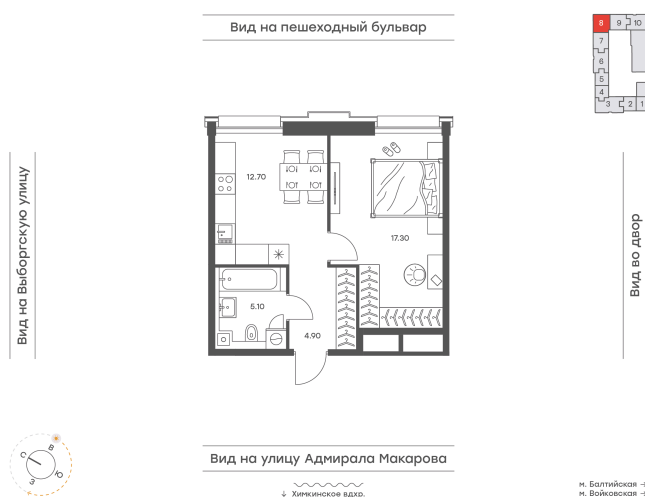 Вид на пешеходный бульвар
8 9 10
7
6
5
4
3 2 1
Вид на Выборгскую улицу
12.70
17.30
5.10
4.90
Вид во двор
Вид на улицу Адмирала Макарова
С В
З Ю
↓ Химкинское вдхр.
м. Балтийская
м. Войковская